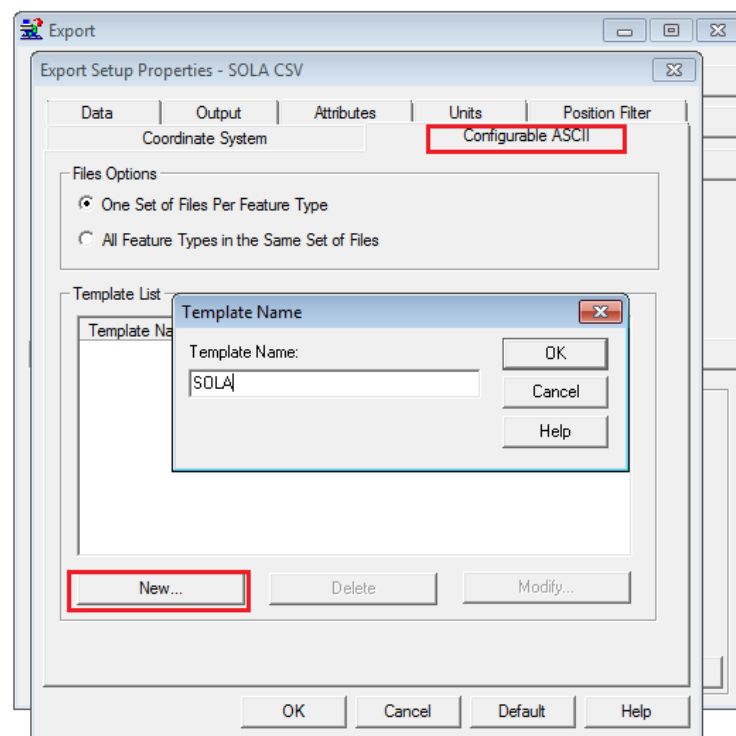 Export
Export Setup Properties - SOLA CSV
Data Output Attributes Units Position Filter
Coordinate System Configurable ASCII
Files Options
One Set of Files Per Feature Type
All Feature Types in the Same Set of Files
Template List
Template Name
Template Na
Template Name:
OK
SOLA
Cancel
Help
New... Delete Modify...
OK Cancel Default Help